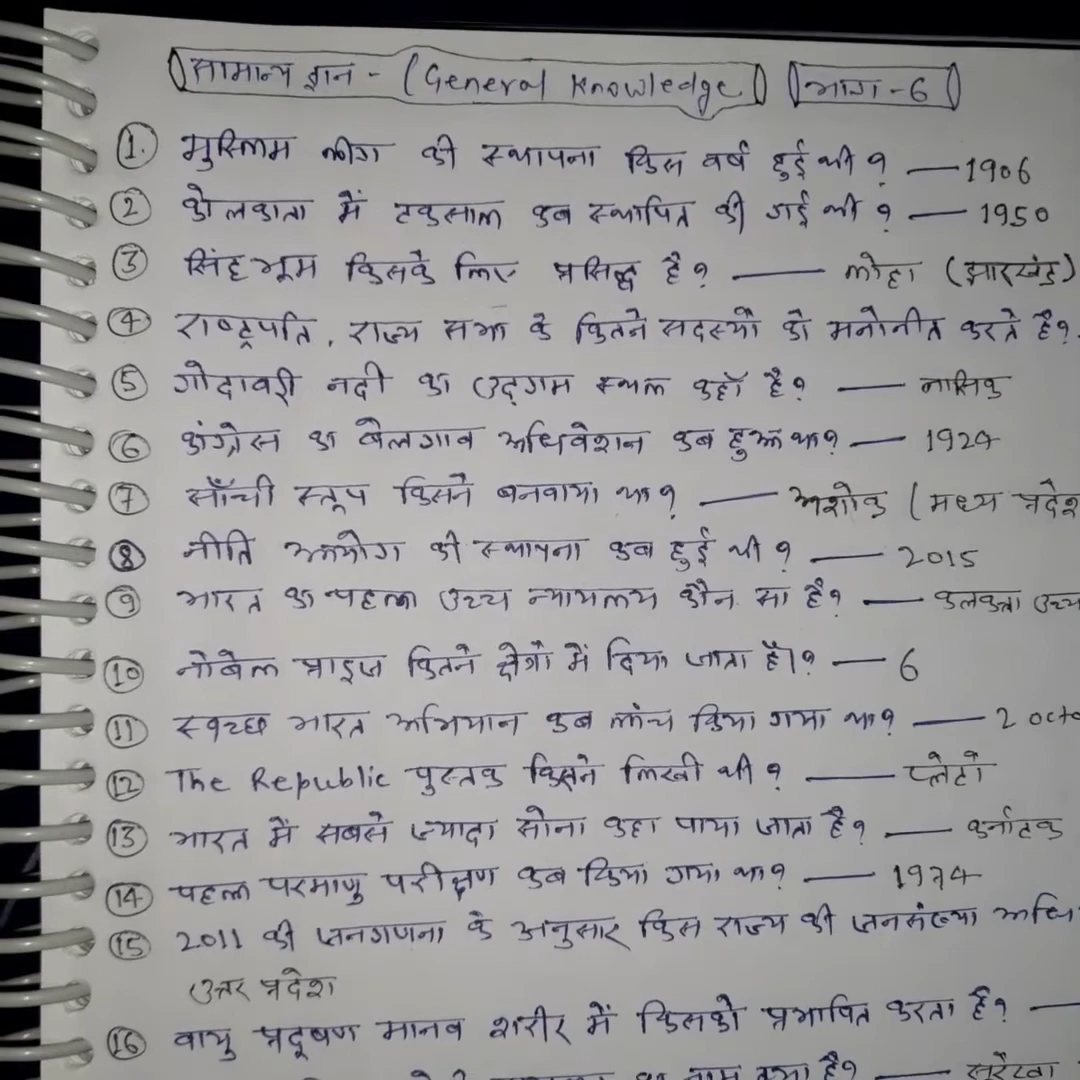 सामान्य ज्ञान - (General Knowledge) भाग - 6
1. मुस्लिम लीग की स्थापना किस वर्ष हुई थी ? — 1906
2 कोलकाता में टकसाल कब स्थापित की गई थी ? — 1950
3 सिंहभूम किसके लिए प्रसिद्ध है ? — लोहा (झारखंड)
4 राष्ट्रपति, राज्य सभा के कितने सदस्यों को मनोनीत करते है ?
5 गोदावरी नदी का उद्गम स्थल कहाँ है ? — नासिक
6 कांग्रेस का बेलगाव अधिवेशन कब हुआ था ? — 1924
7 साँची स्तूप किसने बनवाया था ? — अशोक (मध्य प्रदेश
8 नीति आयोग की स्थापना कब हुई थी ? — 2015
9 भारत का पहला उच्च न्यायलय कौन सा है ? — कलकत्ता उच्च
10 नोबेल प्राइज कितने क्षेत्रों में दिया जाता है। ? — 6
11 स्वच्छ भारत अभियान कब लांच किया गया था ? — 2 octo
12 The Republic पुस्तक किसने लिखी थी ? — प्लेटो
13 भारत में सबसे ज्यादा सोना कहा पाया जाता है ? — कर्नाटक
14 पहला परमाणु परीक्षण कब किया गया था ? — 1974
15 2011 की जनगणना के अनुसार किस राज्य की जनसंख्या अधि
उत्तर प्रदेश
16 वायु प्रदूषण मानव शरीर में किसको प्रभावित करता है ? —
नाम क्या है ? —